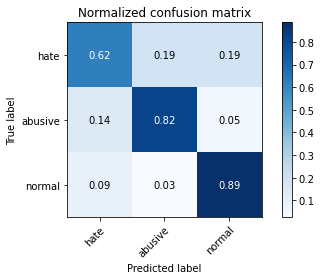 Normalized confusion matrix
True label
hate
0.62 0.19 0.19
abusive
0.14 0.82 0.05
normal
0.09 0.03 0.89
hate
abusive
normal
Predicted label
0.8
0.7
0.6
0.5
0.4
0.3
0.2
0.1